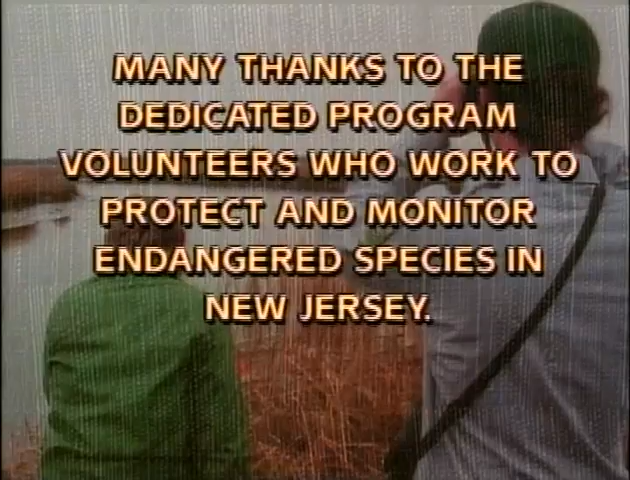 MANY THANKS TO THE
DEDICATED PROGRAM
VOLUNTEERS WHO WORK TO
PROTECT AND MONITOR
ENDANGERED SPECIES IN
NEW JERSEY.